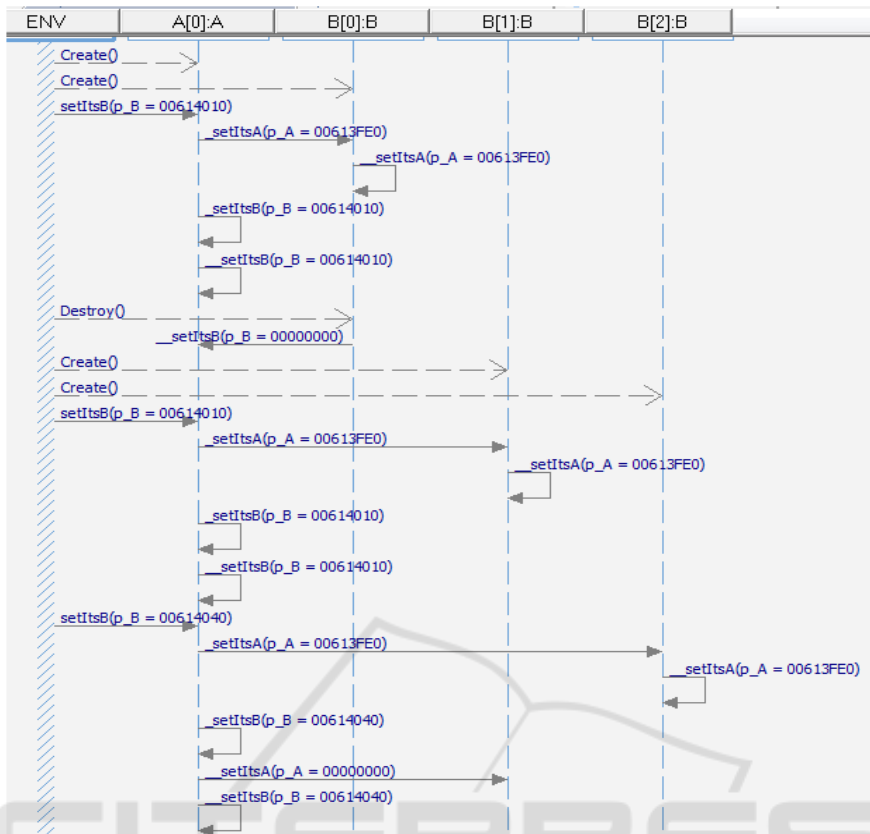 ENV A[0]:A B[0]:B B[1]:B B[2]:B
Create()
Create()
setItsB(p_B = 00614010)
_setItsA(p_A = 00613FE0)
__setItsA(p_A = 00613FE0)
_setItsB(p_B = 00614010)
__setItsB(p_B = 00614010)
Destroy()
__setItsB(p_B = 00000000)
Create()
Create()
setItsB(p_B = 00614010)
_setItsA(p_A = 00613FE0)
__setItsA(p_A = 00613FE0)
_setItsB(p_B = 00614010)
__setItsB(p_B = 00614010)
setItsB(p_B = 00614040)
_setItsA(p_A = 00613FE0)
__setItsA(p_A = 00613FE0)
_setItsB(p_B = 00614040)
__setItsA(p_A = 00000000)
__setItsB(p_B = 00614040)